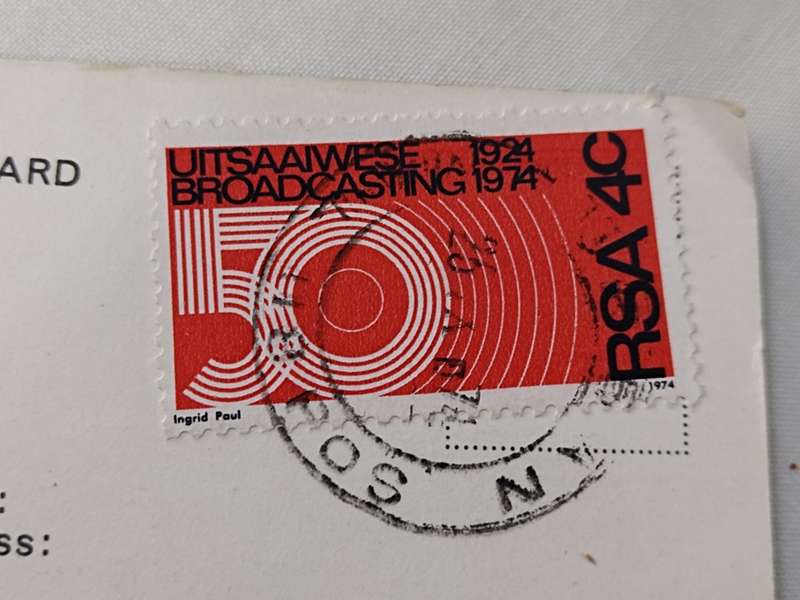 ARD
UITSAAIWESE 1924
BROADCASTING 1974
50
RSA 4c
Ingrid Paul
1974
:
ss: